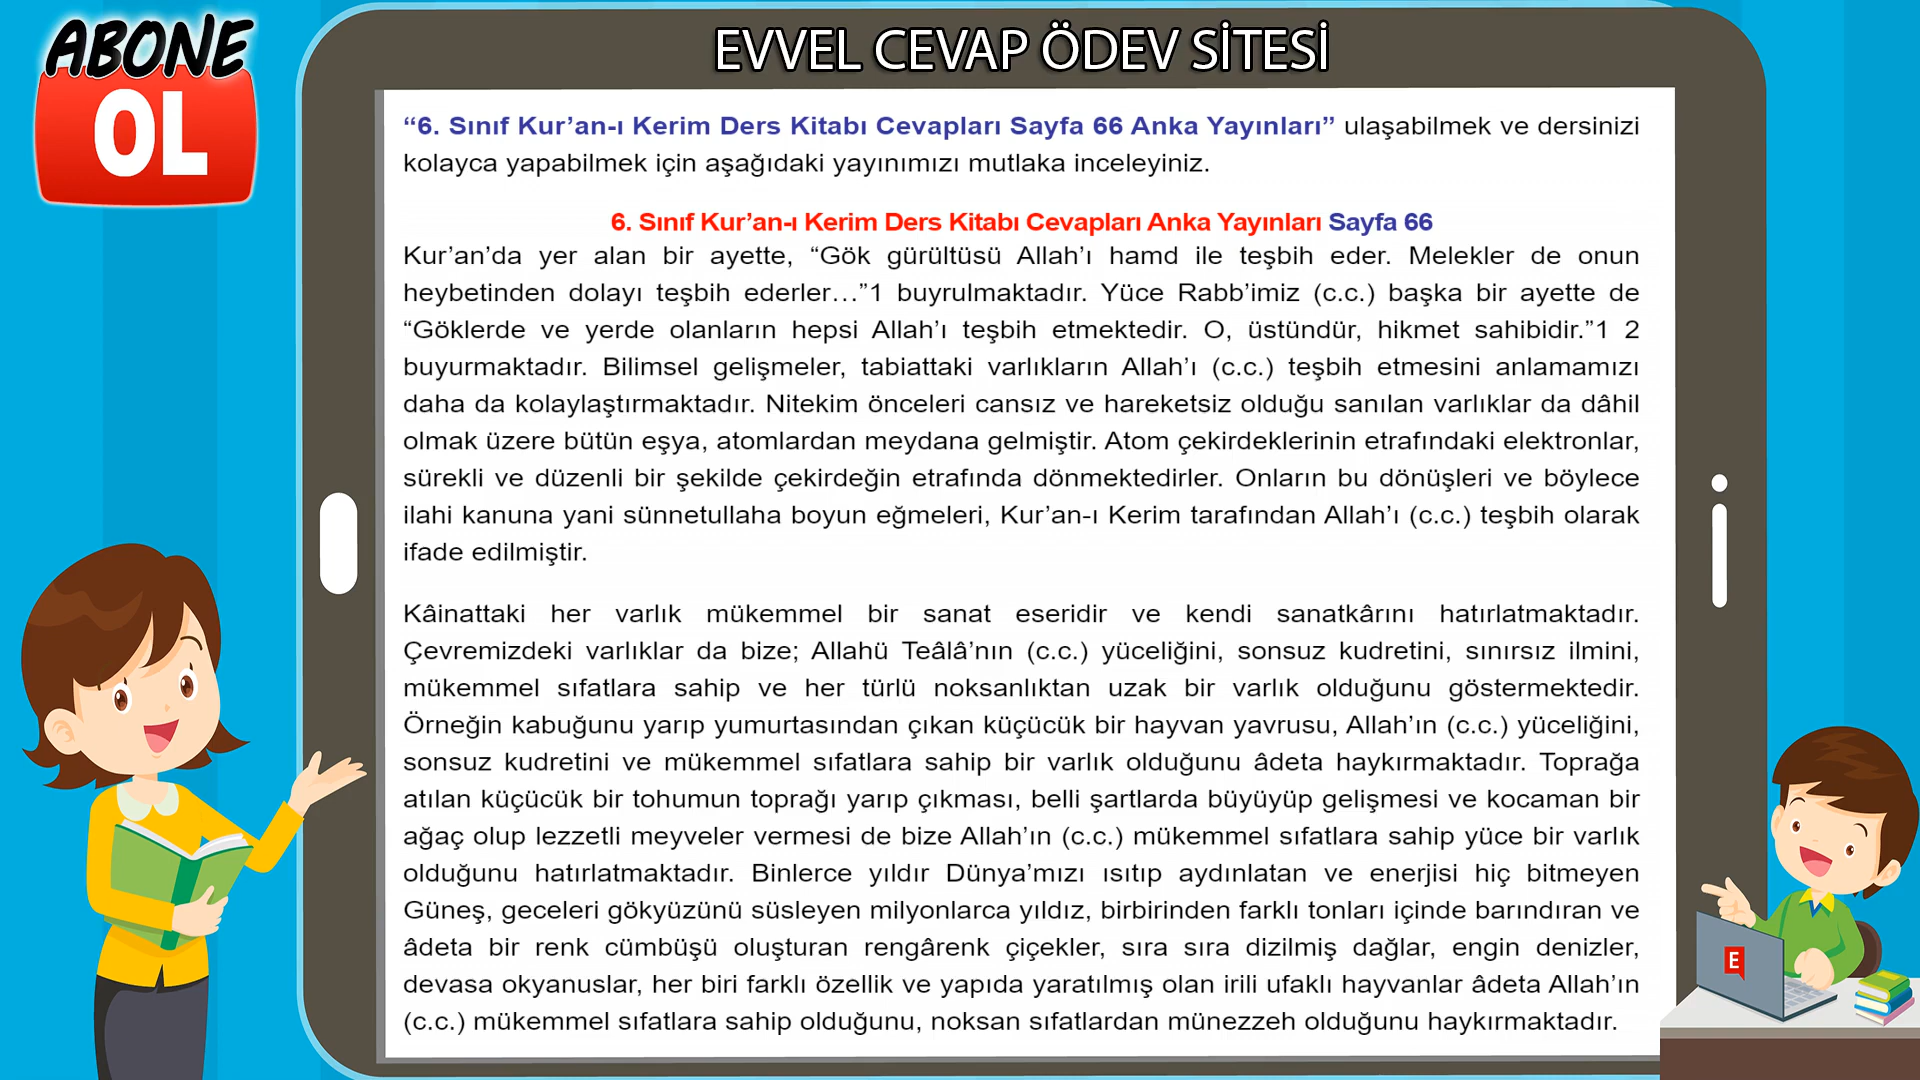 ABONE
OL
EVVEL CEVAP ÖDEV SİTESİ
“6. Sınıf Kur’an-ı Kerim Ders Kitabı Cevapları Sayfa 66 Anka Yayınları” ulaşabilmek ve dersinizi
kolayca yapabilmek için aşağıdaki yayınımızı mutlaka inceleyiniz.
6. Sınıf Kur’an-ı Kerim Ders Kitabı Cevapları Anka Yayınları Sayfa 66
Kur’an’da yer alan bir ayette, “Gök gürültüsü Allah’ı hamd ile teşbih eder. Melekler de onun
heybetinden dolayı teşbih ederler…”1 buyrulmaktadır. Yüce Rabb’imiz (c.c.) başka bir ayette de
“Göklerde ve yerde olanların hepsi Allah’ı teşbih etmektedir. O, üstündür, hikmet sahibidir.”1 2
buyurmaktadır. Bilimsel gelişmeler, tabiattaki varlıkların Allah’ı (c.c.) teşbih etmesini anlamamızı
daha da kolaylaştırmaktadır. Nitekim önceleri cansız ve hareketsiz olduğu sanılan varlıklar da dâhil
olmak üzere bütün eşya, atomlardan meydana gelmiştir. Atom çekirdeklerinin etrafındaki elektronlar,
sürekli ve düzenli bir şekilde çekirdeğin etrafında dönmektedirler. Onların bu dönüşleri ve böylece
ilahi kanuna yani sünnetullaha boyun eğmeleri, Kur’an-ı Kerim tarafından Allah’ı (c.c.) teşbih olarak
ifade edilmiştir.
Kâinattaki her varlık mükemmel bir sanat eseridir ve kendi sanatkârını hatırlatmaktadır.
Çevremizdeki varlıklar da bize; Allahü Teâlâ’nın (c.c.) yüceliğini, sonsuz kudretini, sınırsız ilmini,
mükemmel sıfatlara sahip ve her türlü noksanlıktan uzak bir varlık olduğunu göstermektedir.
Örneğin kabuğunu yarıp yumurtasından çıkan küçücük bir hayvan yavrusu, Allah’ın (c.c.) yüceliğini,
sonsuz kudretini ve mükemmel sıfatlara sahip bir varlık olduğunu âdeta haykırmaktadır. Toprağa
atılan küçücük bir tohumun toprağı yarıp çıkması, belli şartlarda büyüyüp gelişmesi ve kocaman bir
ağaç olup lezzetli meyveler vermesi de bize Allah’ın (c.c.) mükemmel sıfatlara sahip yüce bir varlık
olduğunu hatırlatmaktadır. Binlerce yıldır Dünya’mızı ısıtıp aydınlatan ve enerjisi hiç bitmeyen
Güneş, geceleri gökyüzünü süsleyen milyonlarca yıldız, birbirinden farklı tonları içinde barındıran ve
âdeta bir renk cümbüşü oluşturan rengârenk çiçekler, sıra sıra dizilmiş dağlar, engin denizler,
devasa okyanuslar, her biri farklı özellik ve yapıda yaratılmış olan irili ufaklı hayvanlar âdeta Allah’ın
(c.c.) mükemmel sıfatlara sahip olduğunu, noksan sıfatlardan münezzeh olduğunu haykırmaktadır.
E